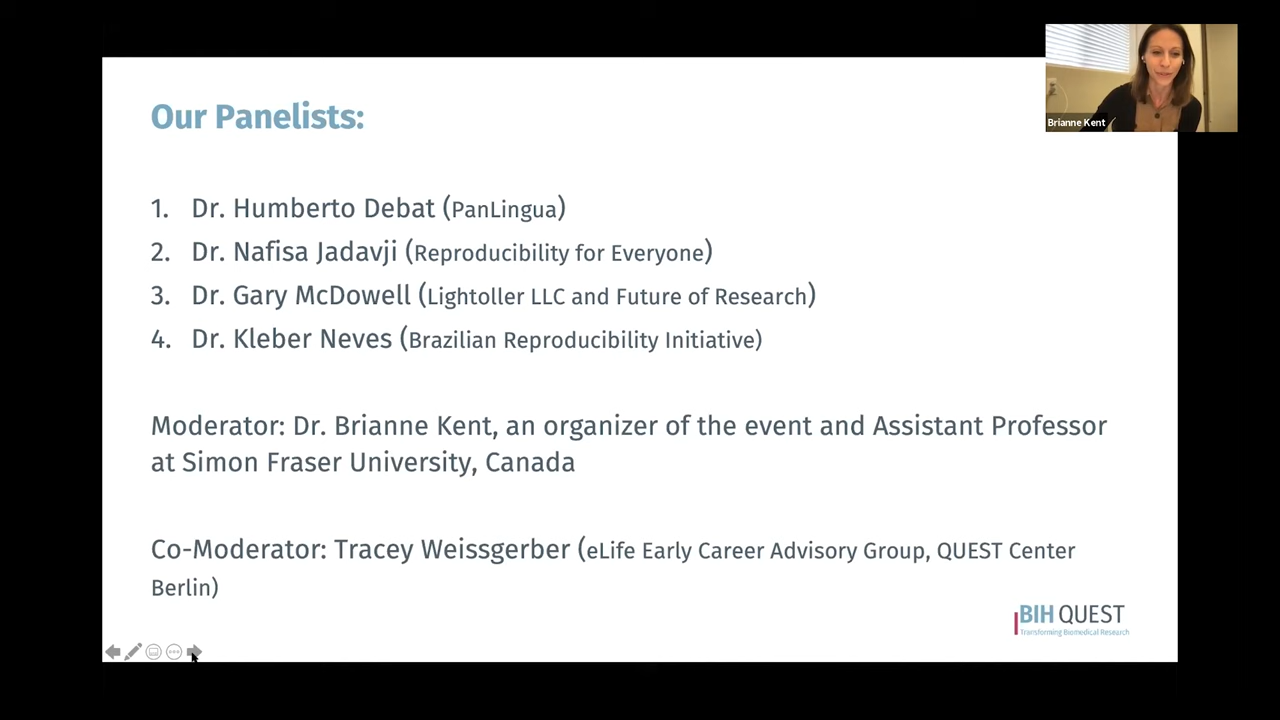 Our Panelists:
1. Dr. Humberto Debat (PanLingua)
2. Dr. Nafisa Jadavji (Reproducibility for Everyone)
3. Dr. Gary McDowell (Lightoller LLC and Future of Research)
4. Dr. Kleber Neves (Brazilian Reproducibility Initiative)
Moderator: Dr. Brianne Kent, an organizer of the event and Assistant Professor
at Simon Fraser University, Canada
Co-Moderator: Tracey Weissgerber (eLife Early Career Advisory Group, QUEST Center
Berlin)
BIH QUEST
Transforming Biomedical Research
Brianne Kent